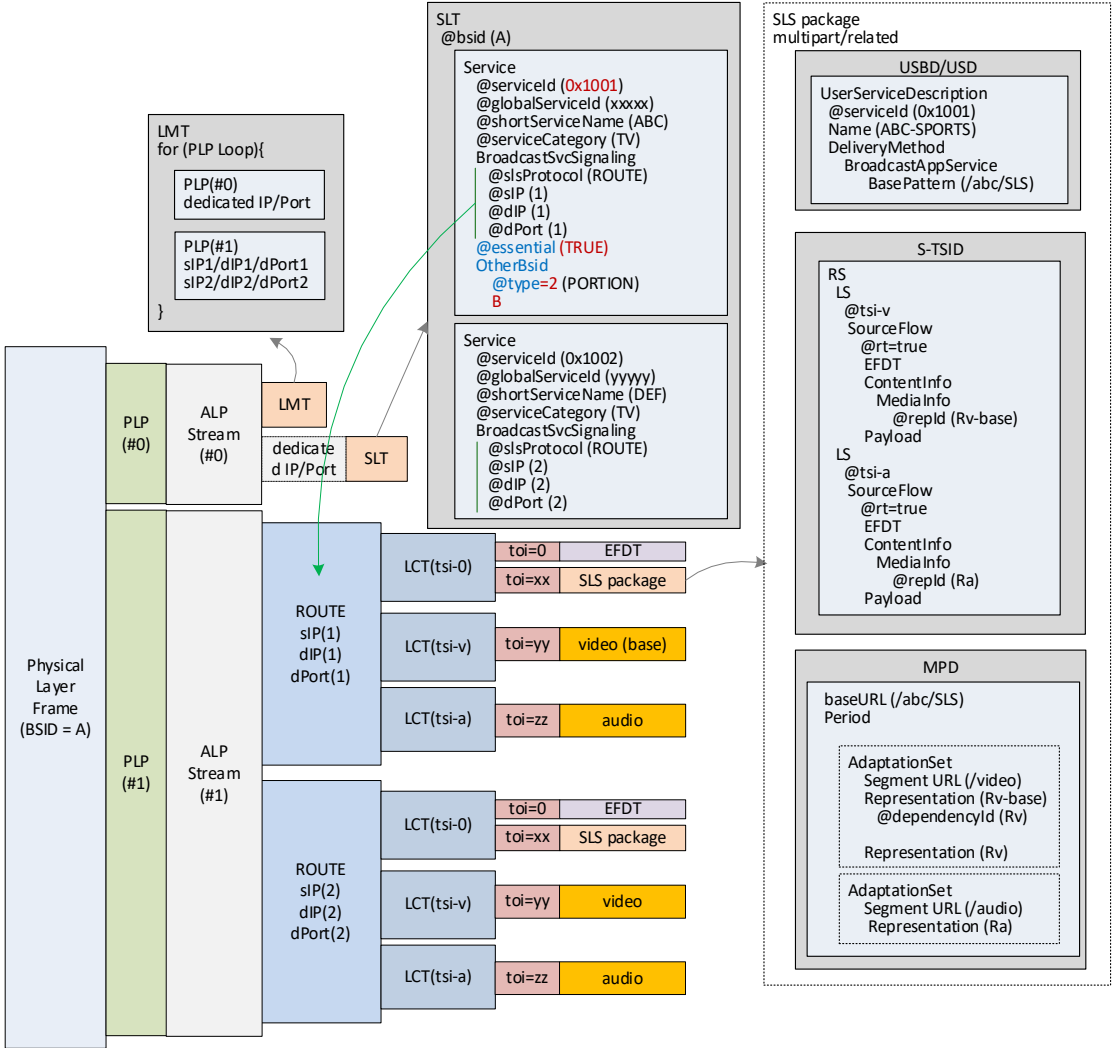 SLT
@bsid (A)
Service
@serviceId (0x1001)
@globalServiceId (xxxxx)
@shortServiceName (ABC)
@serviceCategory (TV)
BroadcastSvcSignaling
@slsProtocol (ROUTE)
@sIP (1)
@dIP (1)
@dPort (1)
@essential (TRUE)
OtherBsid
@type=2 (PORTION)
B
Service
@serviceId (0x1002)
@globalServiceId (yyyyy)
@shortServiceName (DEF)
@serviceCategory (TV)
BroadcastSvcSignaling
@slsProtocol (ROUTE)
@sIP (2)
@dIP (2)
@dPort (2)
LMT
for (PLP Loop){
PLP(#0)
dedicated IP/Port
PLP(#1)
sIP1/dIP1/dPort1
sIP2/dIP2/dPort2
}
Physical
Layer
Frame
(BSID = A)
PLP
(#0)
ALP
Stream
(#0)
LMT
dedicate
d IP/Port
SLT
PLP
(#1)
ALP
Stream
(#1)
ROUTE
sIP(1)
dIP(1)
dPort(1)
LCT(tsi-0)
toi=0
EFDT
toi=xx
SLS package
LCT(tsi-v)
toi=yy
video (base)
LCT(tsi-a)
toi=zz
audio
ROUTE
sIP(2)
dIP(2)
dPort(2)
LCT(tsi-0)
toi=0
EFDT
toi=xx
SLS package
LCT(tsi-v)
toi=yy
video
LCT(tsi-a)
toi=zz
audio
SLS package
multipart/related
USBD/USD
UserServiceDescription
@serviceId (0x1001)
Name (ABC-SPORTS)
DeliveryMethod
BroadcastAppService
BasePattern (/abc/SLS)
S-TSID
RS
LS
@tsi-v
SourceFlow
@rt=true
EFDT
ContentInfo
MediaInfo
@repId (Rv-base)
Payload
LS
@tsi-a
SourceFlow
@rt=true
EFDT
ContentInfo
MediaInfo
@repId (Ra)
Payload
MPD
baseURL (/abc/SLS)
Period
AdaptationSet
Segment URL (/video)
Representation (Rv-base)
@dependencyId (Rv)
Representation (Rv)
AdaptationSet
Segment URL (/audio)
Representation (Ra)